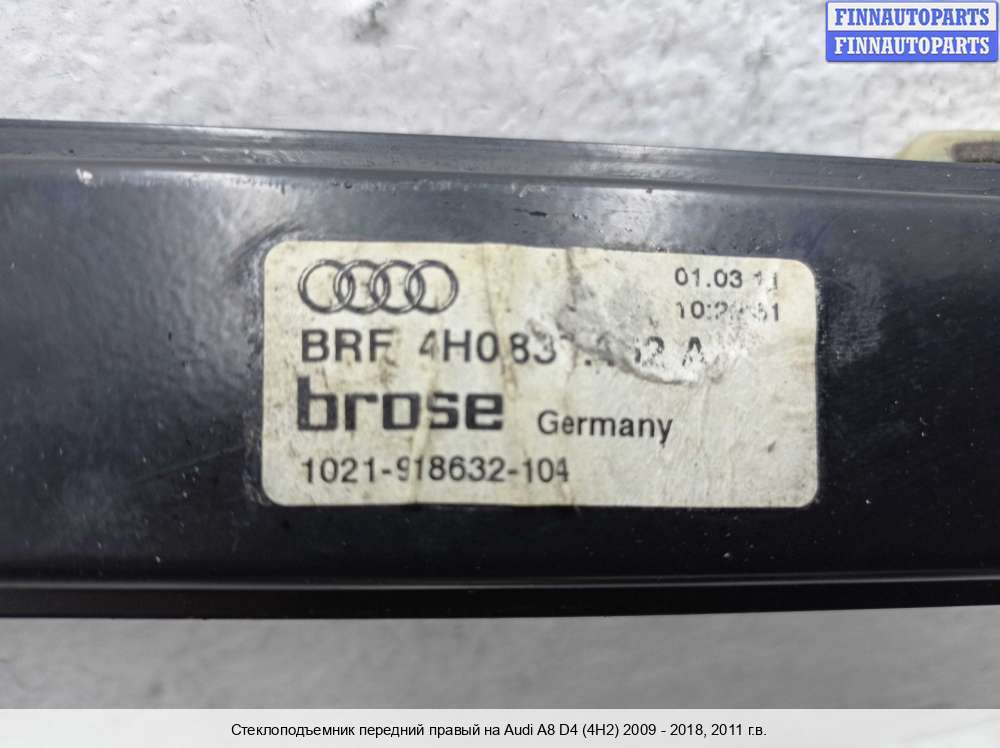 FINNAUTOPARTS
FINNAUTOPARTS
01.03.11
BRF 4H0
brose Germany
1021-918632-104
Стеклоподъемник передний правый на Audi A8 D4 (4H2) 2009 - 2018, 2011 г.в.